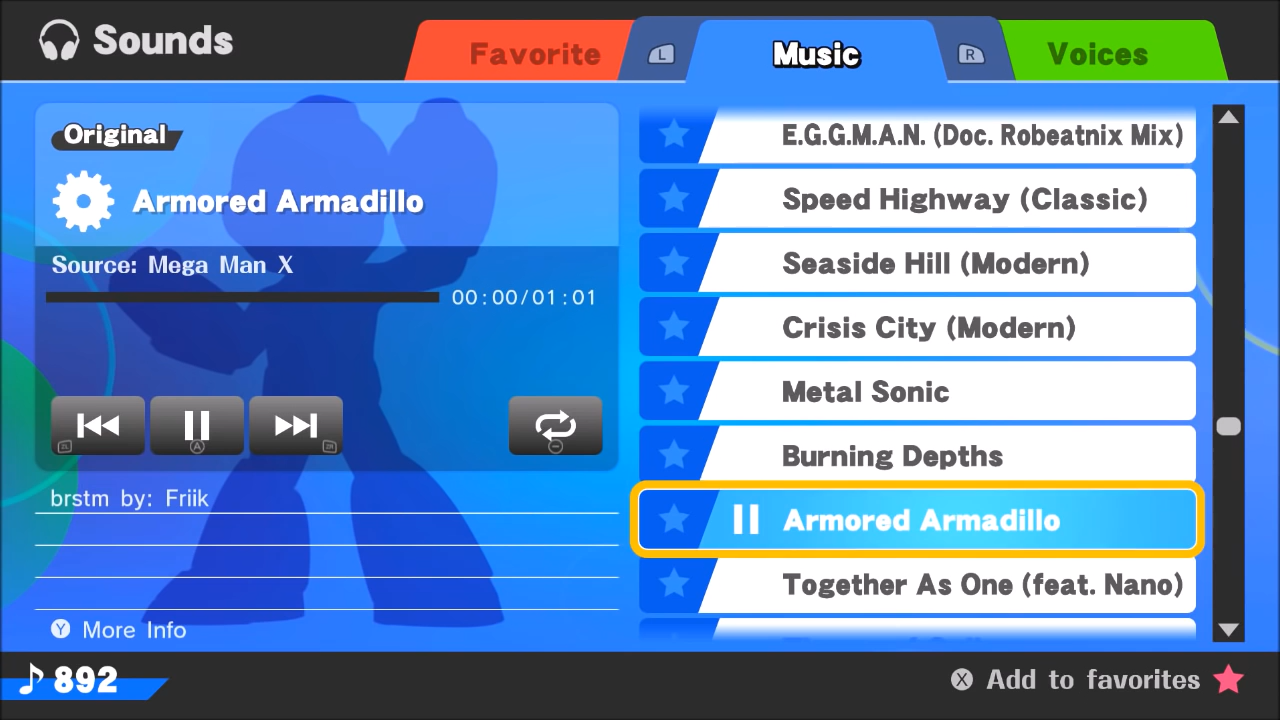 Sounds
Favorite
L
Music
R
Voices
Original
Armored Armadillo
Source: Mega Man X
00:00/01:01
ZL
A
ZR
brstm by: Friik
Y More Info
892
E.G.G.M.A.N. (Doc. Robeatnix Mix)
Speed Highway (Classic)
Seaside Hill (Modern)
Crisis City (Modern)
Metal Sonic
Burning Depths
Armored Armadillo
Together As One (feat. Nano)
X Add to favorites